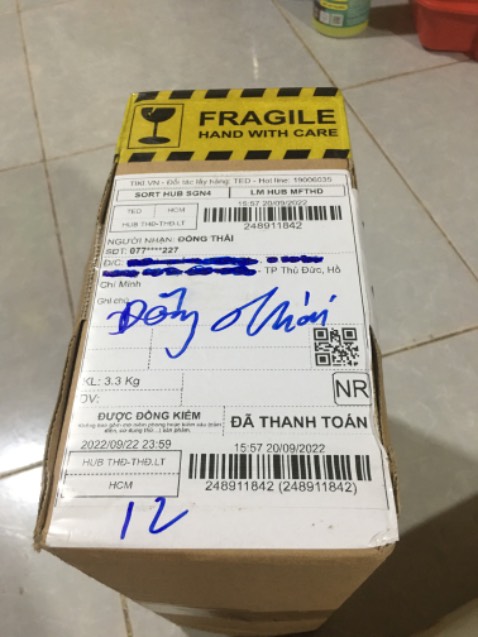 FRAGILE
HAND WITH CARE
TIKI.VN - Đối tác lấy hàng: TED - Hot line: 19006035
SORT HUB SGN4 LM HUB MFTHD
TED HCM 15:57 20/09/2022
HUB THĐ-THĐ.LT 248911842
NGƯỜI NHẬN: ĐÔNG THÁI
SĐT: 077****227
Đ/C:
- TP Thủ Đức, Hồ
Chí Minh
Ghi chú
Đông Thái
KL: 3.3 Kg
NR
DV:
ĐƯỢC ĐỒNG KIỂM ĐÃ THANH TOÁN
2022/09/22 23:59 15:57 20/09/2022
HUB THĐ-THĐ.LT
HCM 248911842 (248911842)
12